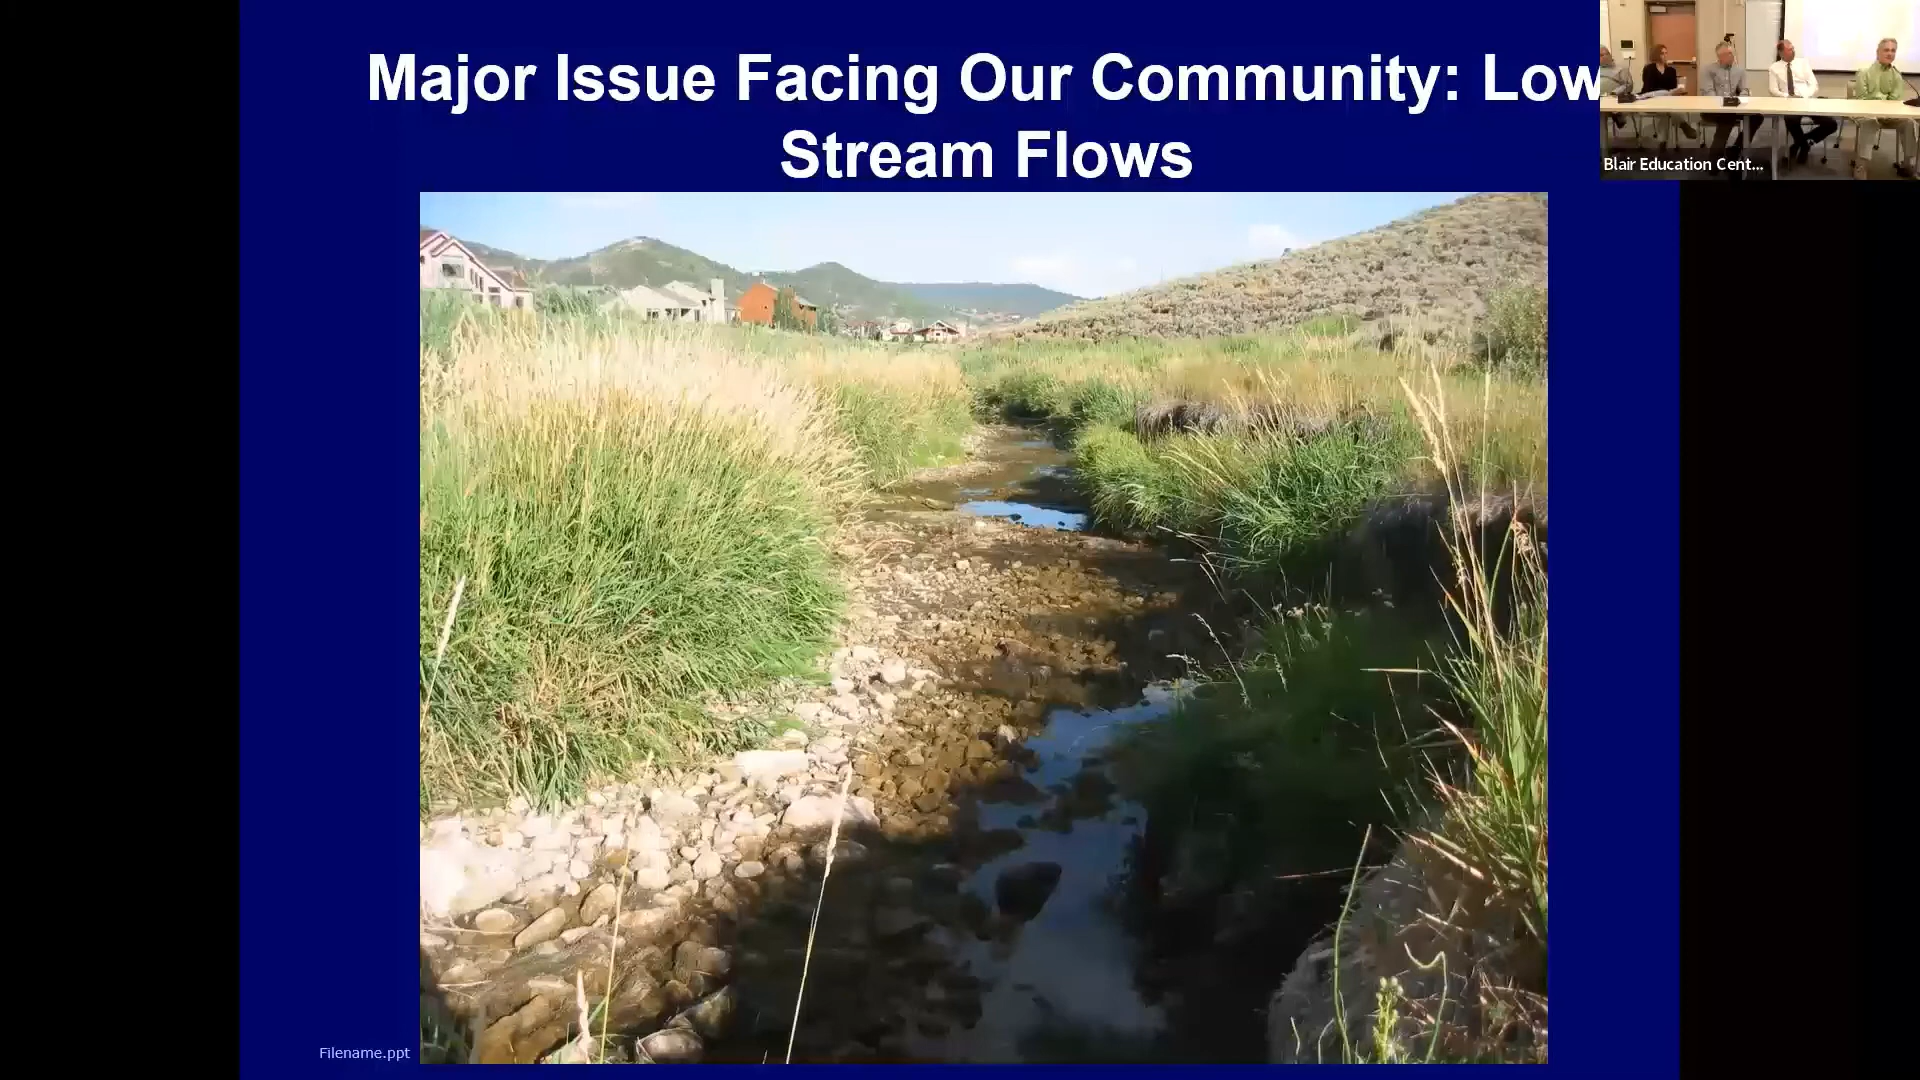 Major Issue Facing Our Community: Low
Stream Flows
Blair Education Cent...
Filename.ppt